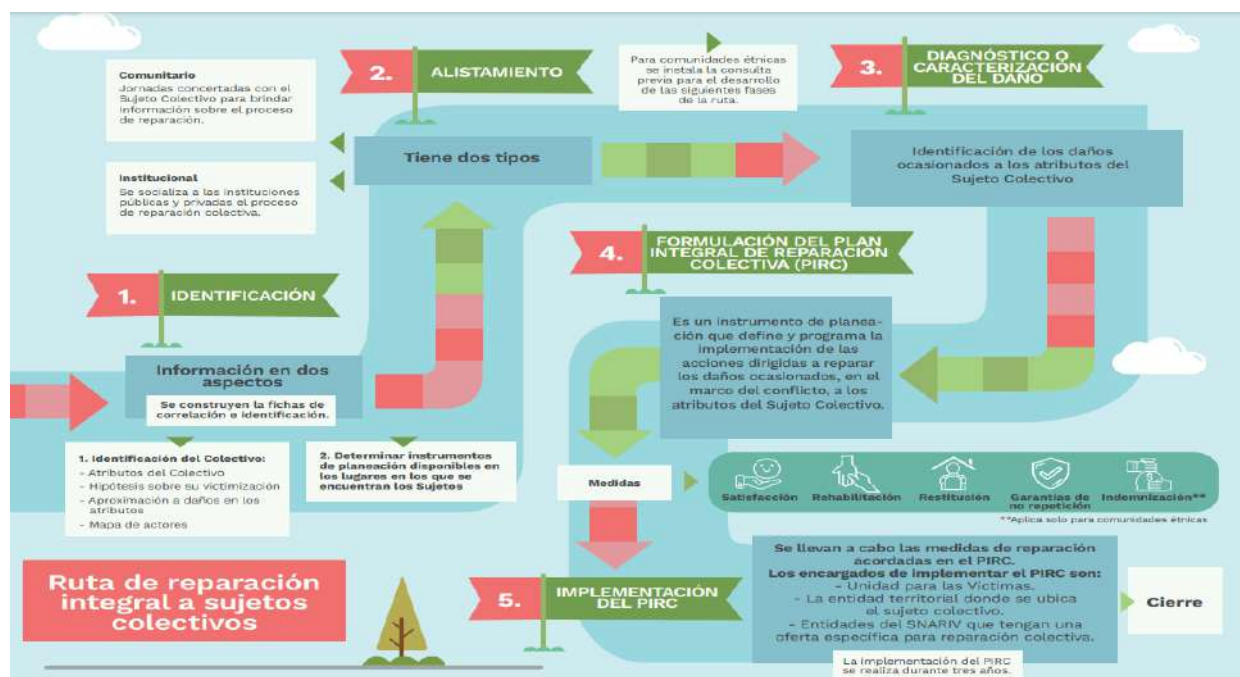 1. IDENTIFICACIÓN
Información en dos
aspectos
Se construyen la fichas de
correlación e identificación.
1. Identificación del Colectivo:
- Atributos del Colectivo
- Hipótesis sobre su victimización
- Aproximación a daños en los
atributos
- Mapa de actores
2. Determinar instrumentos
de planeación disponibles en
los lugares en los que se
encuentran los Sujetos
2. ALISTAMIENTO
Tiene dos tipos
Comunitario
Jornadas concertadas con el
Sujeto Colectivo para brindar
información sobre el proceso
de reparación.
Institucional
Se socializa a las instituciones
públicas y privadas el proceso
de reparación colectiva.
Para comunidades étnicas
se instala la consulta
previa para el desarrollo
de las siguientes fases
de la ruta.
3. DIAGNÓSTICO O
CARACTERIZACIÓN
DEL DAÑO
Identificación de los daños
ocasionados a los atributos del
Sujeto Colectivo
4. FORMULACIÓN DEL PLAN
INTEGRAL DE REPARACIÓN
COLECTIVA (PIRC)
Es un instrumento de planea-
ción que define y programa la
implementación de las
acciones dirigidas a reparar
los daños ocasionados, en el
marco del conflicto, a los
atributos del Sujeto Colectivo.
Medidas
Satisfacción
Rehabilitación
Restitución
Garantías de
no repetición
Indemnización**
**Aplica solo para comunidades étnicas
5. IMPLEMENTACIÓN
DEL PIRC
Se llevan a cabo las medidas de reparación
acordadas en el PIRC.
Los encargados de implementar el PIRC son:
- Unidad para las Víctimas.
- La entidad territorial donde se ubica
el sujeto colectivo.
- Entidades del SNARIV que tengan una
oferta específica para reparación colectiva.
La implementación del PIRC
se realiza durante tres años.
Cierre
Ruta de reparación
integral a sujetos
colectivos